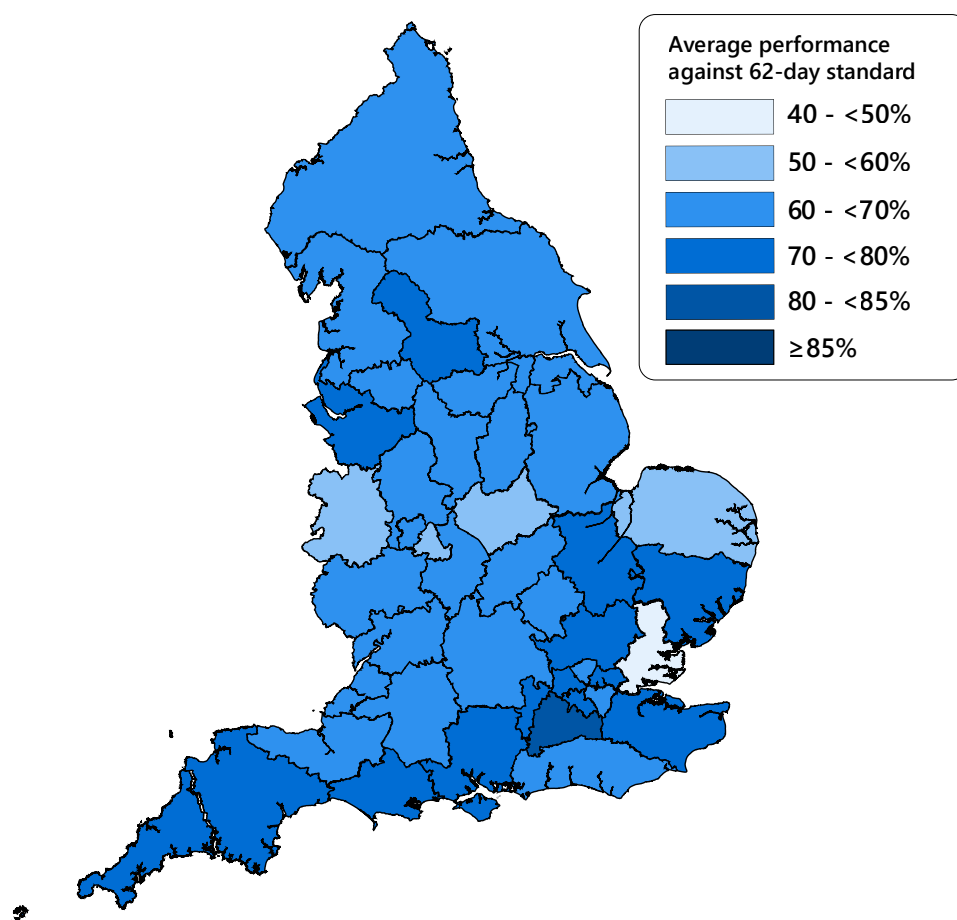 Average performance
against 62-day standard
40 - <50%
50 - <60%
60 - <70%
70 - <80%
80 - <85%
≥85%